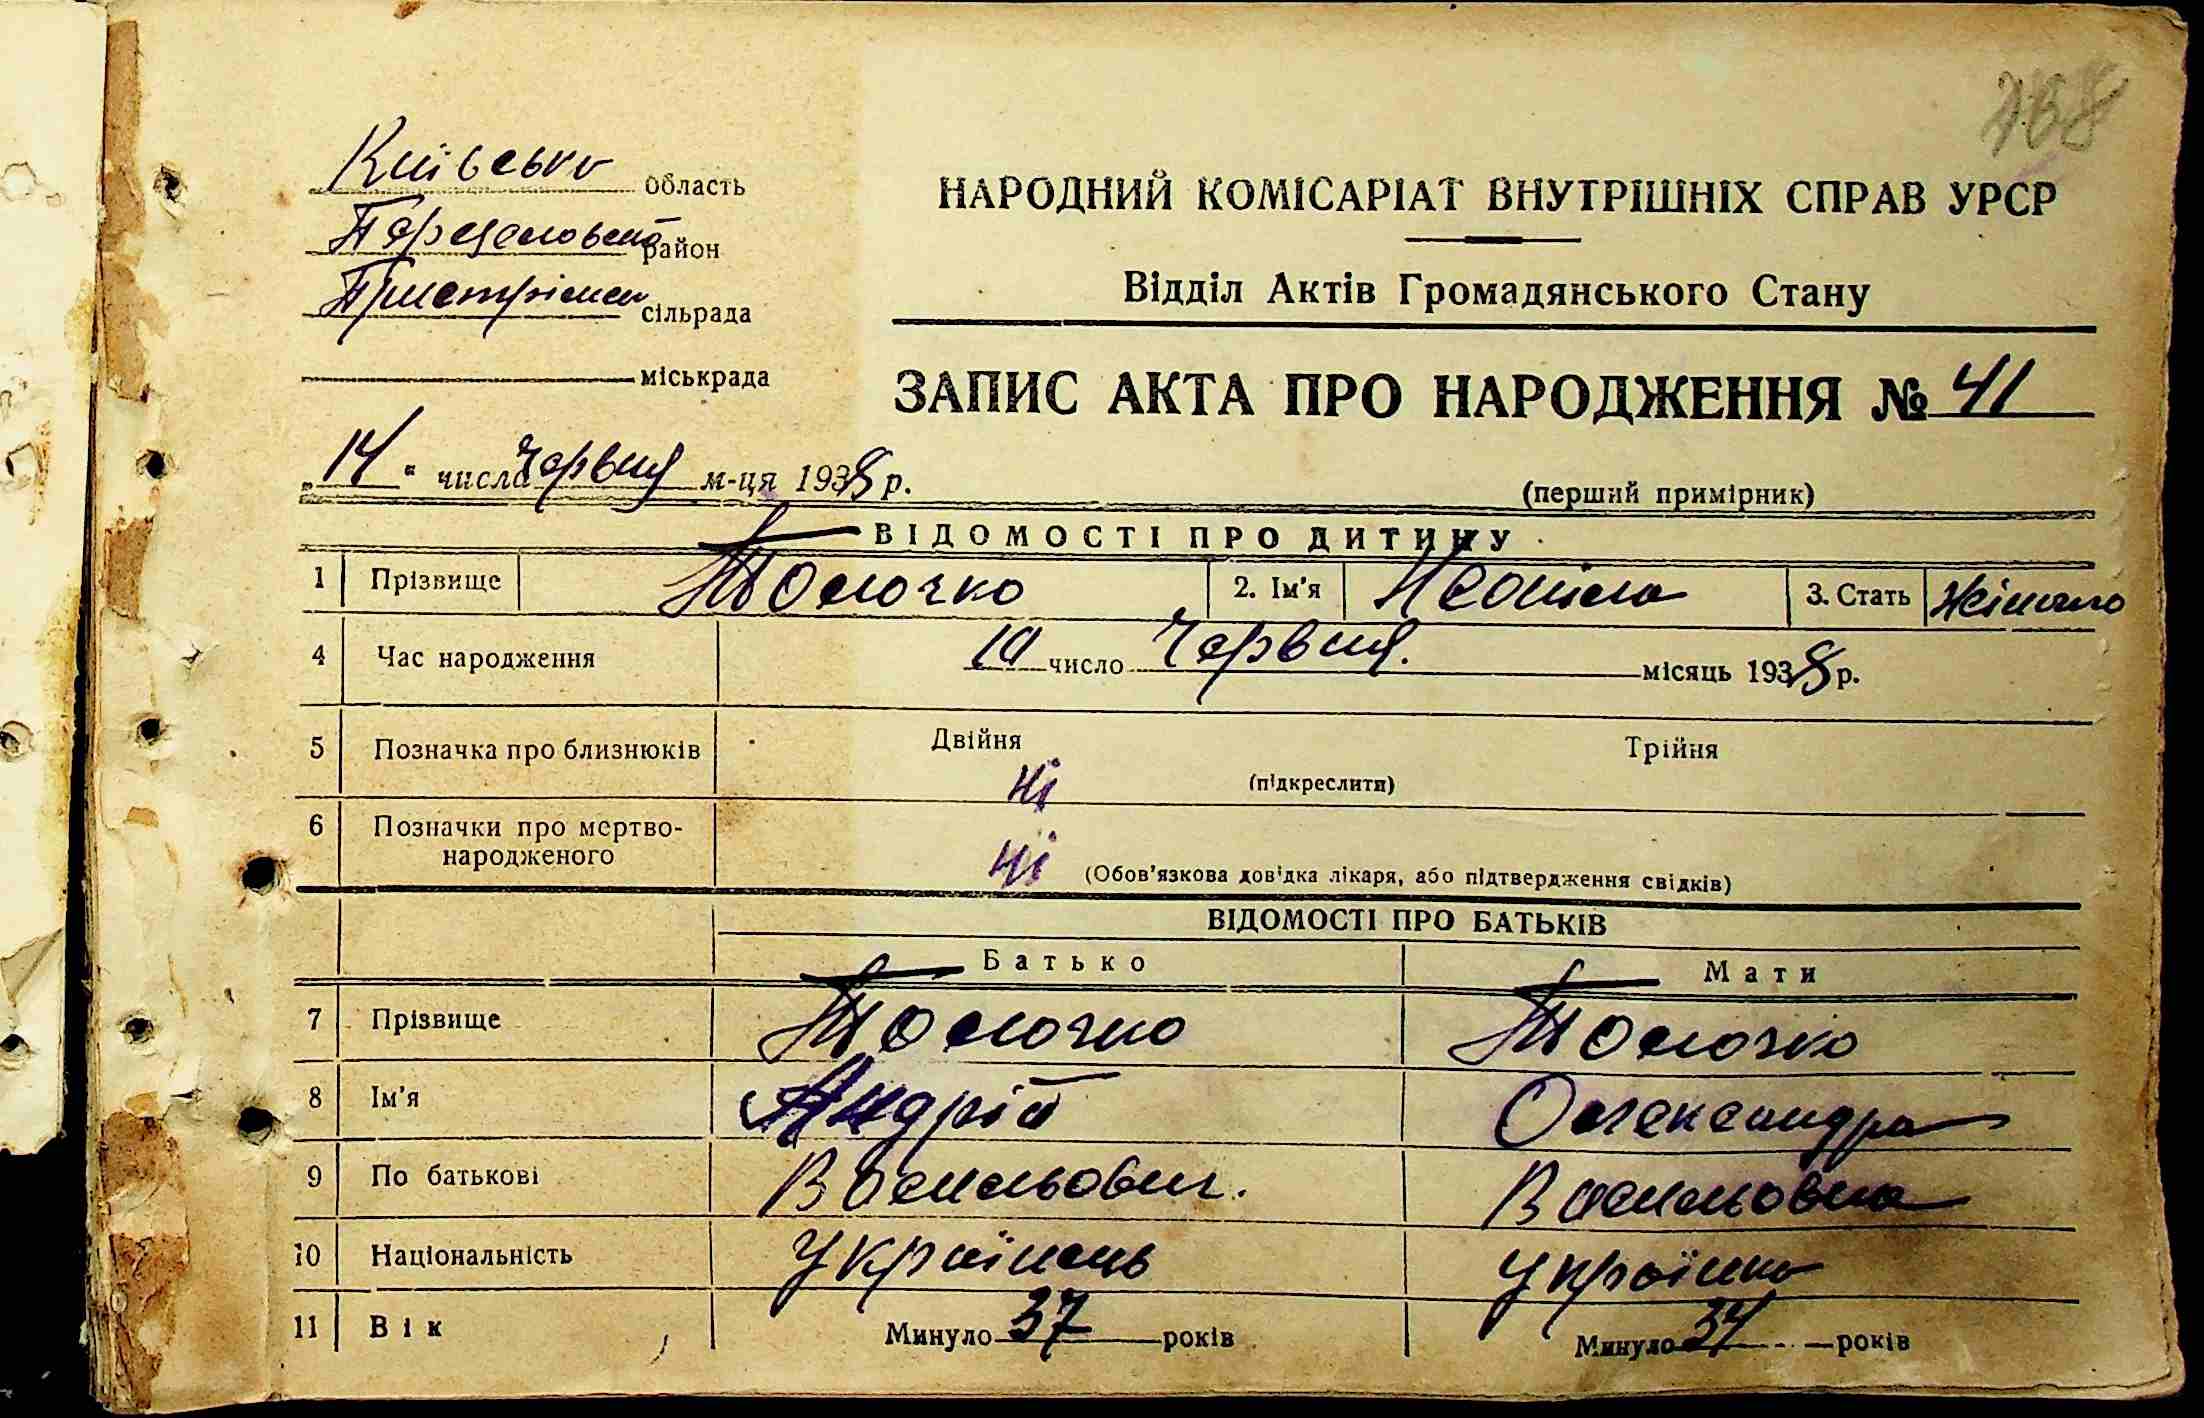 Київська область
район
сільрада
міськрада
НАРОДНИЙ КОМІСАРІАТ ВНУТРІШНІХ СПРАВ УРСР
Відділ Актів Громадянського Стану
ЗАПИС АКТА ПРО НАРОДЖЕННЯ № 41
„14“ числа червня м-ця 1938 р.
(перший примірник)
ВІДОМОСТІ ПРО ДИТИНУ
1 Прізвище Толочко 2. Ім'я Неоніла 3. Стать жіноча
4 Час народження 10 число червня. місяць 1938 р.
5 Позначка про близнюків Двійня Трійня
ні (підкреслити)
6 Позначки про мертво-
народженого ні (Обов'язкова довідка лікаря, або підтвердження свідків)
ВІДОМОСТІ ПРО БАТЬКІВ
Батько Мати
7 Прізвище Толочко Толочко
8 Ім'я Андрій Олександра
9 По батькові Васильович. Васильовна
10 Національність Українець Українка
11 Вік Минуло 37 років Минуло 34 років